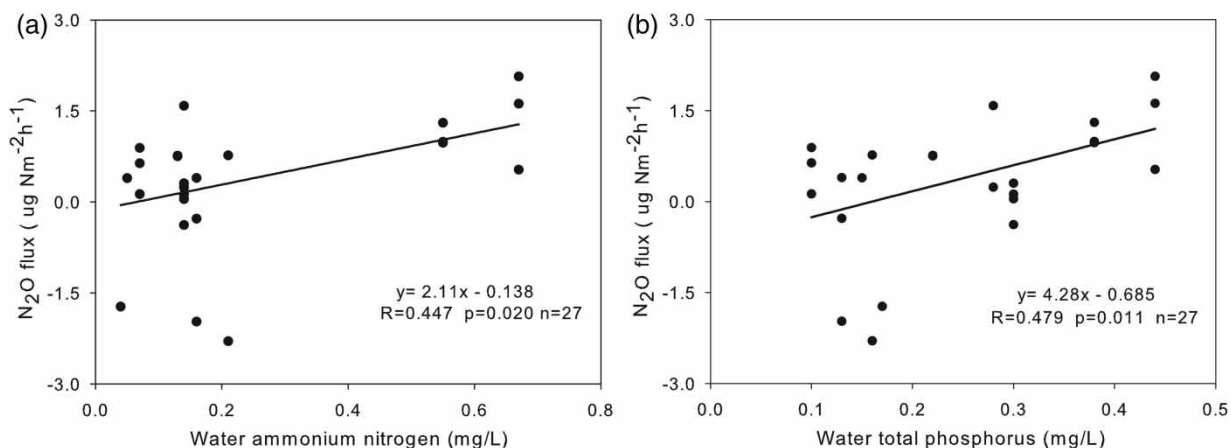 (a)
3.0
1.5
0.0
-1.5
-3.0
N₂O flux ( ug Nm⁻²h⁻¹)
y= 2.11x - 0.138
R=0.447 p=0.020 n=27
0.0 0.2 0.4 0.6 0.8
Water ammonium nitrogen (mg/L)
(b)
3.0
1.5
0.0
-1.5
-3.0
N₂O flux ( ug Nm⁻²h⁻¹)
y= 4.28x - 0.685
R=0.479 p=0.011 n=27
0.0 0.1 0.2 0.3 0.4 0.5
Water total phosphorus (mg/L)